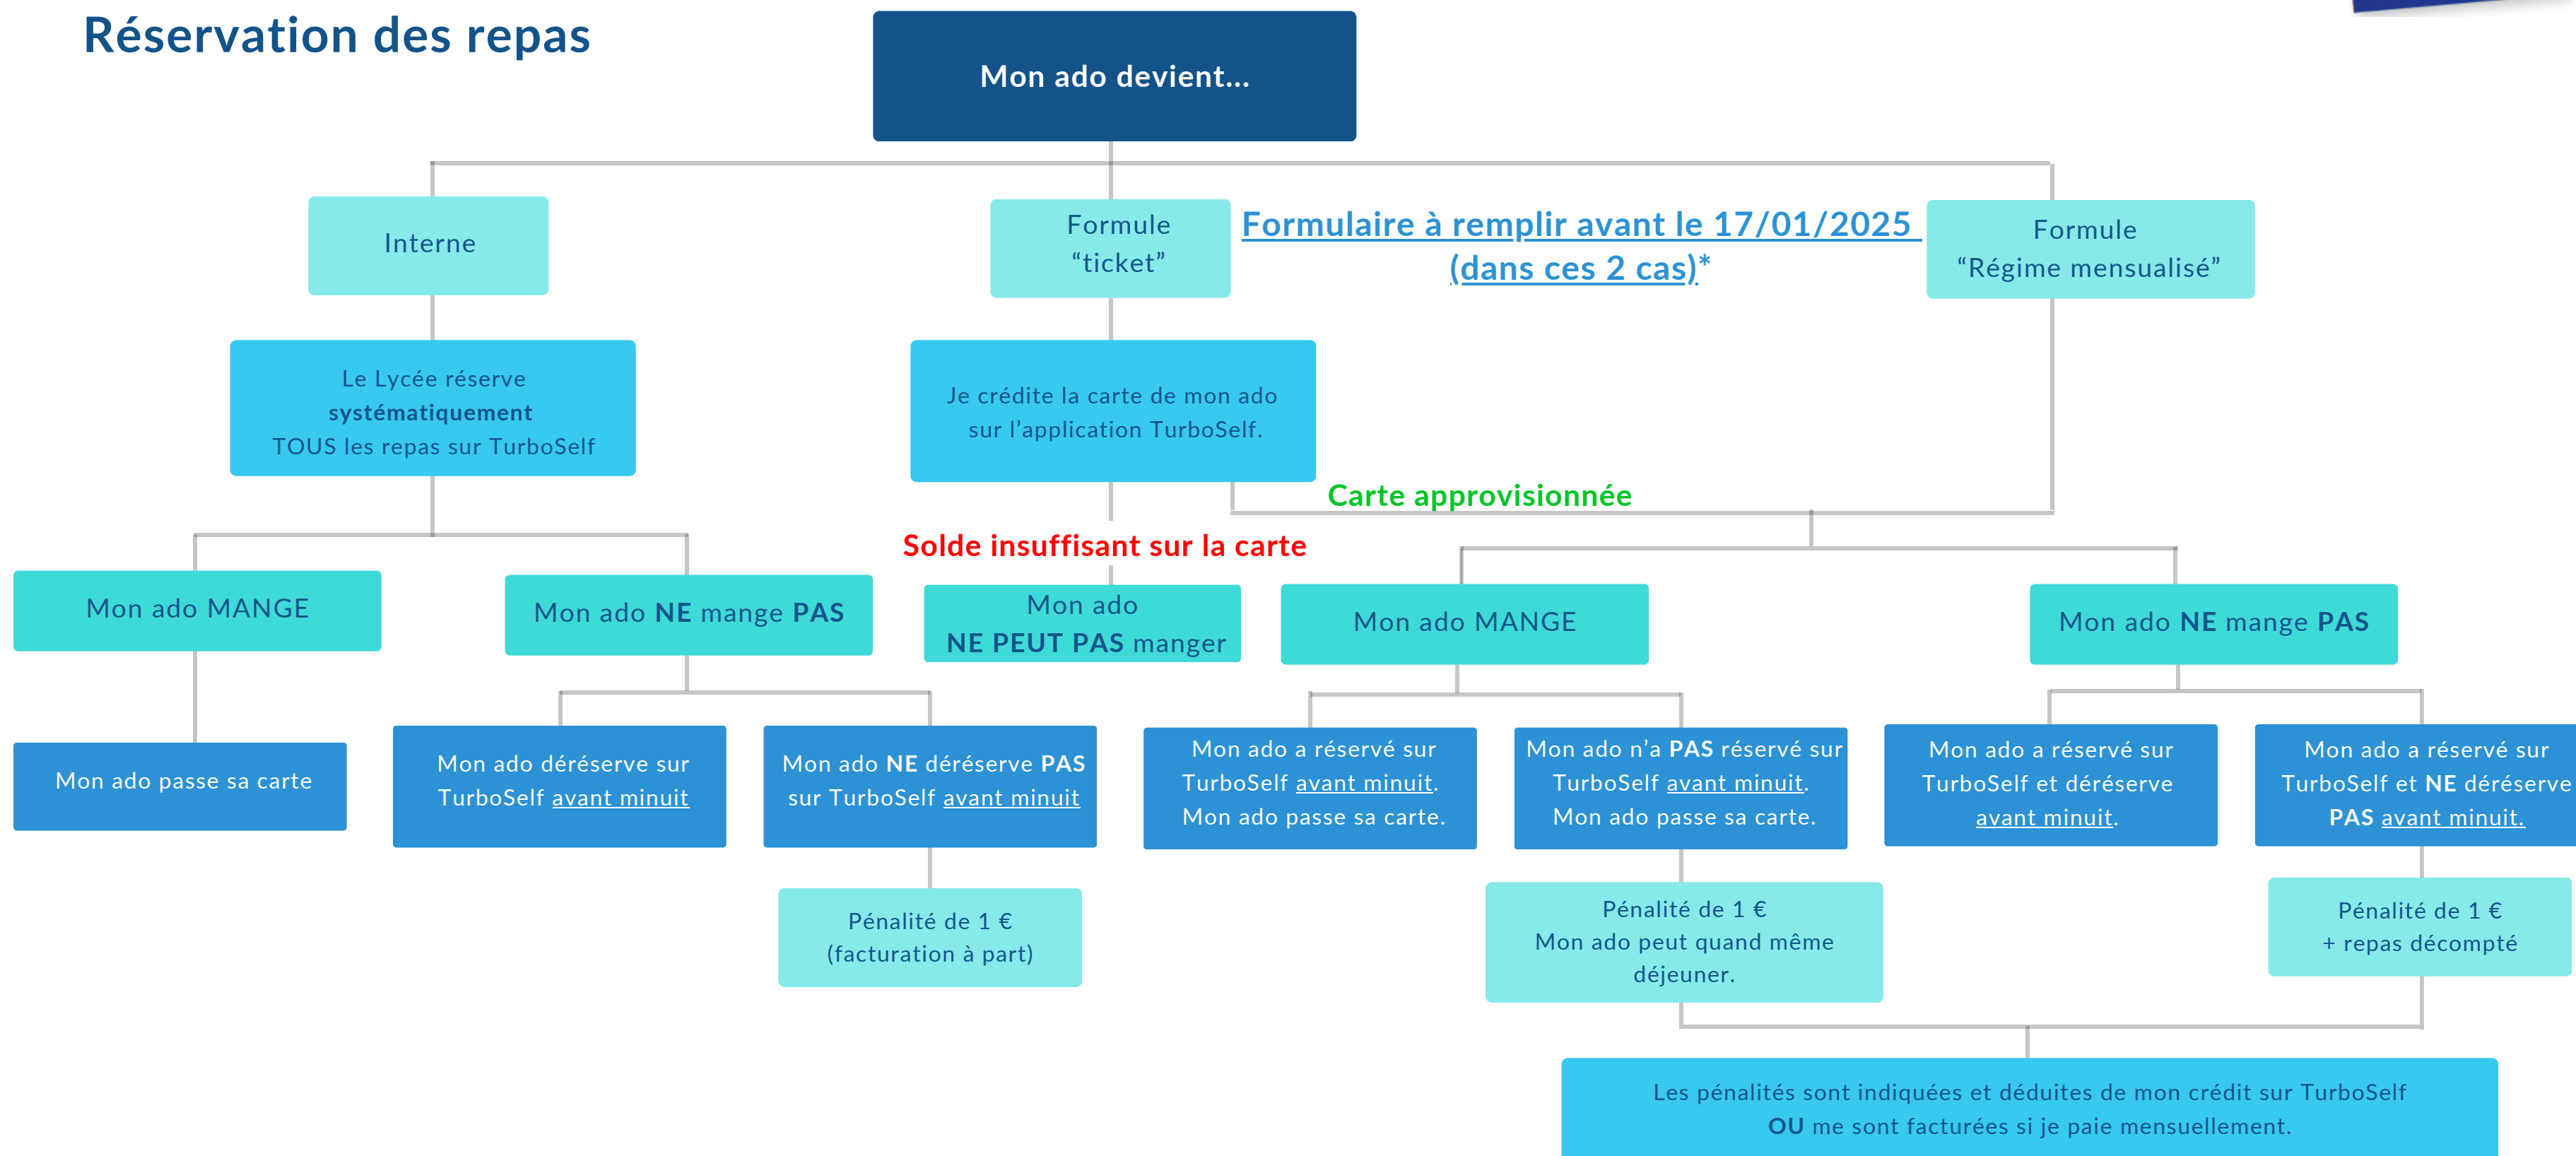 Réservation des repas
Mon ado devient...
Interne
Formule
“ticket”
Formulaire à remplir avant le 17/01/2025
(dans ces 2 cas)*
Formule
“Régime mensualisé”
Le Lycée réserve
systématiquement
TOUS les repas sur TurboSelf
Je crédite la carte de mon ado
sur l’application TurboSelf.
Carte approvisionnée
Solde insuffisant sur la carte
Mon ado MANGE
Mon ado NE mange PAS
Mon ado
NE PEUT PAS manger
Mon ado MANGE
Mon ado NE mange PAS
Mon ado passe sa carte
Mon ado déréserve sur
TurboSelf avant minuit
Mon ado NE déréserve PAS
sur TurboSelf avant minuit
Mon ado a réservé sur
TurboSelf avant minuit.
Mon ado passe sa carte.
Mon ado n’a PAS réservé sur
TurboSelf avant minuit.
Mon ado passe sa carte.
Mon ado a réservé sur
TurboSelf et déréserve
avant minuit.
Mon ado a réservé sur
TurboSelf et NE déréserve
PAS avant minuit.
Pénalité de 1 €
(facturation à part)
Pénalité de 1 €
Mon ado peut quand même
déjeuner.
Pénalité de 1 €
+ repas décompté
Les pénalités sont indiquées et déduites de mon crédit sur TurboSelf
OU me sont facturées si je paie mensuellement.